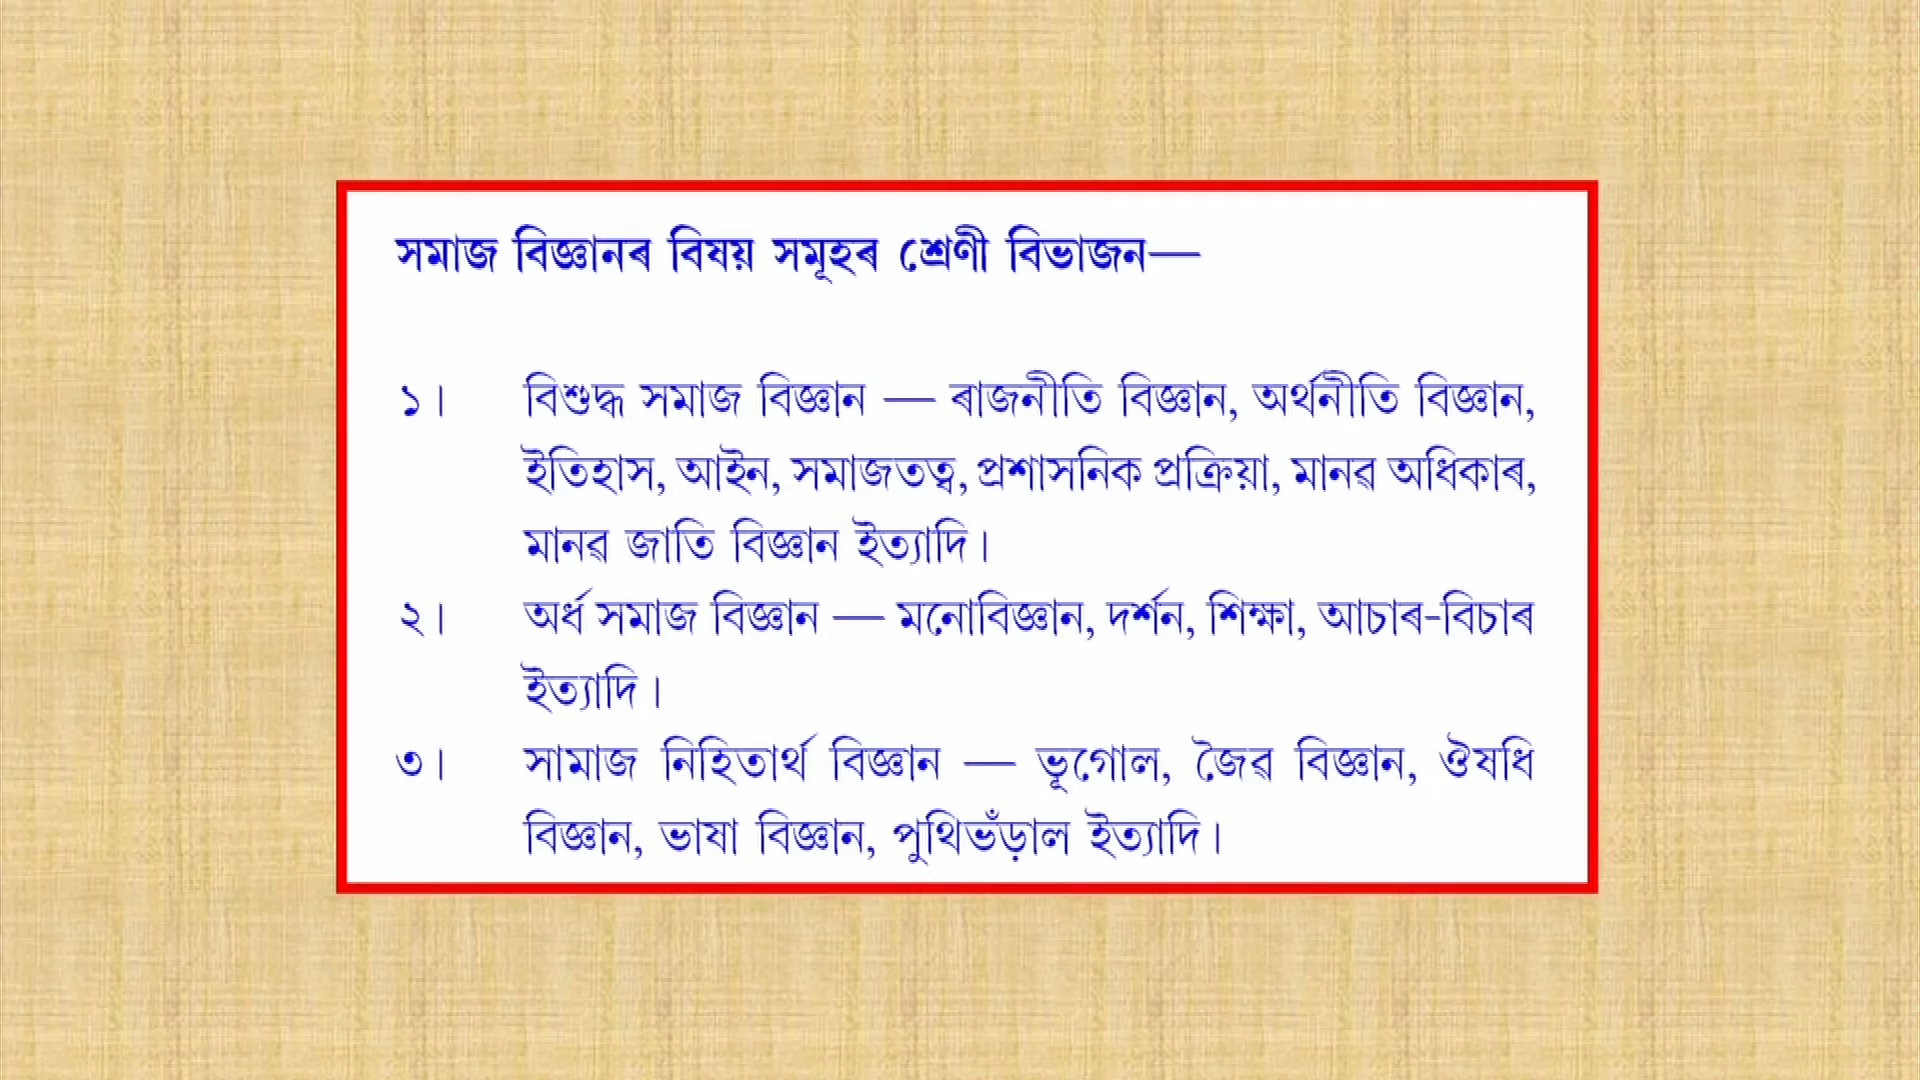 সমাজ বিজ্ঞানৰ বিষয় সমূহৰ শ্ৰেণী বিভাজন—
১। বিশুদ্ধ সমাজ বিজ্ঞান — ৰাজনীতি বিজ্ঞান, অৰ্থনীতি বিজ্ঞান,
ইতিহাস, আইন, সমাজতত্ব, প্ৰশাসনিক প্ৰক্ৰিয়া, মানৱ অধিকাৰ,
মানৱ জাতি বিজ্ঞান ইত্যাদি।
২। অৰ্ধ সমাজ বিজ্ঞান — মনোবিজ্ঞান, দৰ্শন, শিক্ষা, আচাৰ-বিচাৰ
ইত্যাদি।
৩। সামাজ নিহিতাৰ্থ বিজ্ঞান — ভূগোল, জৈৱ বিজ্ঞান, ঔষধি
বিজ্ঞান, ভাষা বিজ্ঞান, পুথিভঁড়াল ইত্যাদি।